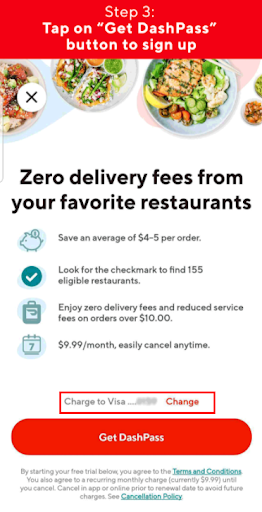 Step 3:
Tap on “Get DashPass”
button to sign up
Zero delivery fees from
your favorite restaurants
Save an average of $4-5 per order.
Look for the checkmark to find 155
eligible restaurants.
Enjoy zero delivery fees and reduced service
fees on orders over $10.00.
7
$9.99/month, easily cancel anytime.
Charge to Visa .... Change
Get DashPass
By starting your free trial below, you agree to the Terms and Conditions.
You also agree to a recurring monthly charge (currently $9.99) until
you cancel. Cancel in app or online prior to renewal date to avoid future
charges. See Cancellation Policy.